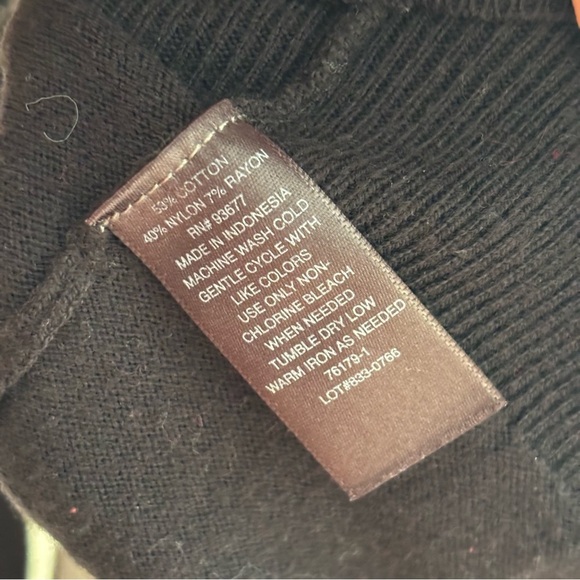 53% COTTON
40% NYLON 7% RAYON
RN# 93677
MADE IN INDONESIA
MACHINE WASH COLD
GENTLE CYCLE WITH
LIKE COLORS
USE ONLY NON-
CHLORINE BLEACH
WHEN NEEDED
TUMBLE DRY LOW
WARM IRON AS NEEDED
76179-1
LOT#833-0766